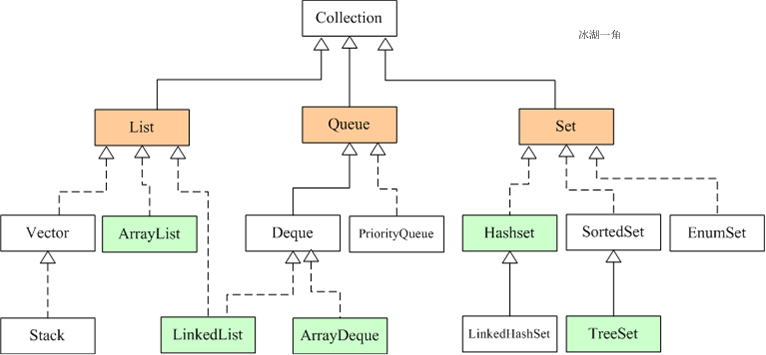 Collection
冰湖一角
List
Queue
Set
Vector
ArrayList
Deque
PriorityQueue
Hashset
SortedSet
EnumSet
Stack
LinkedList
ArrayDeque
LinkedHashSet
TreeSet